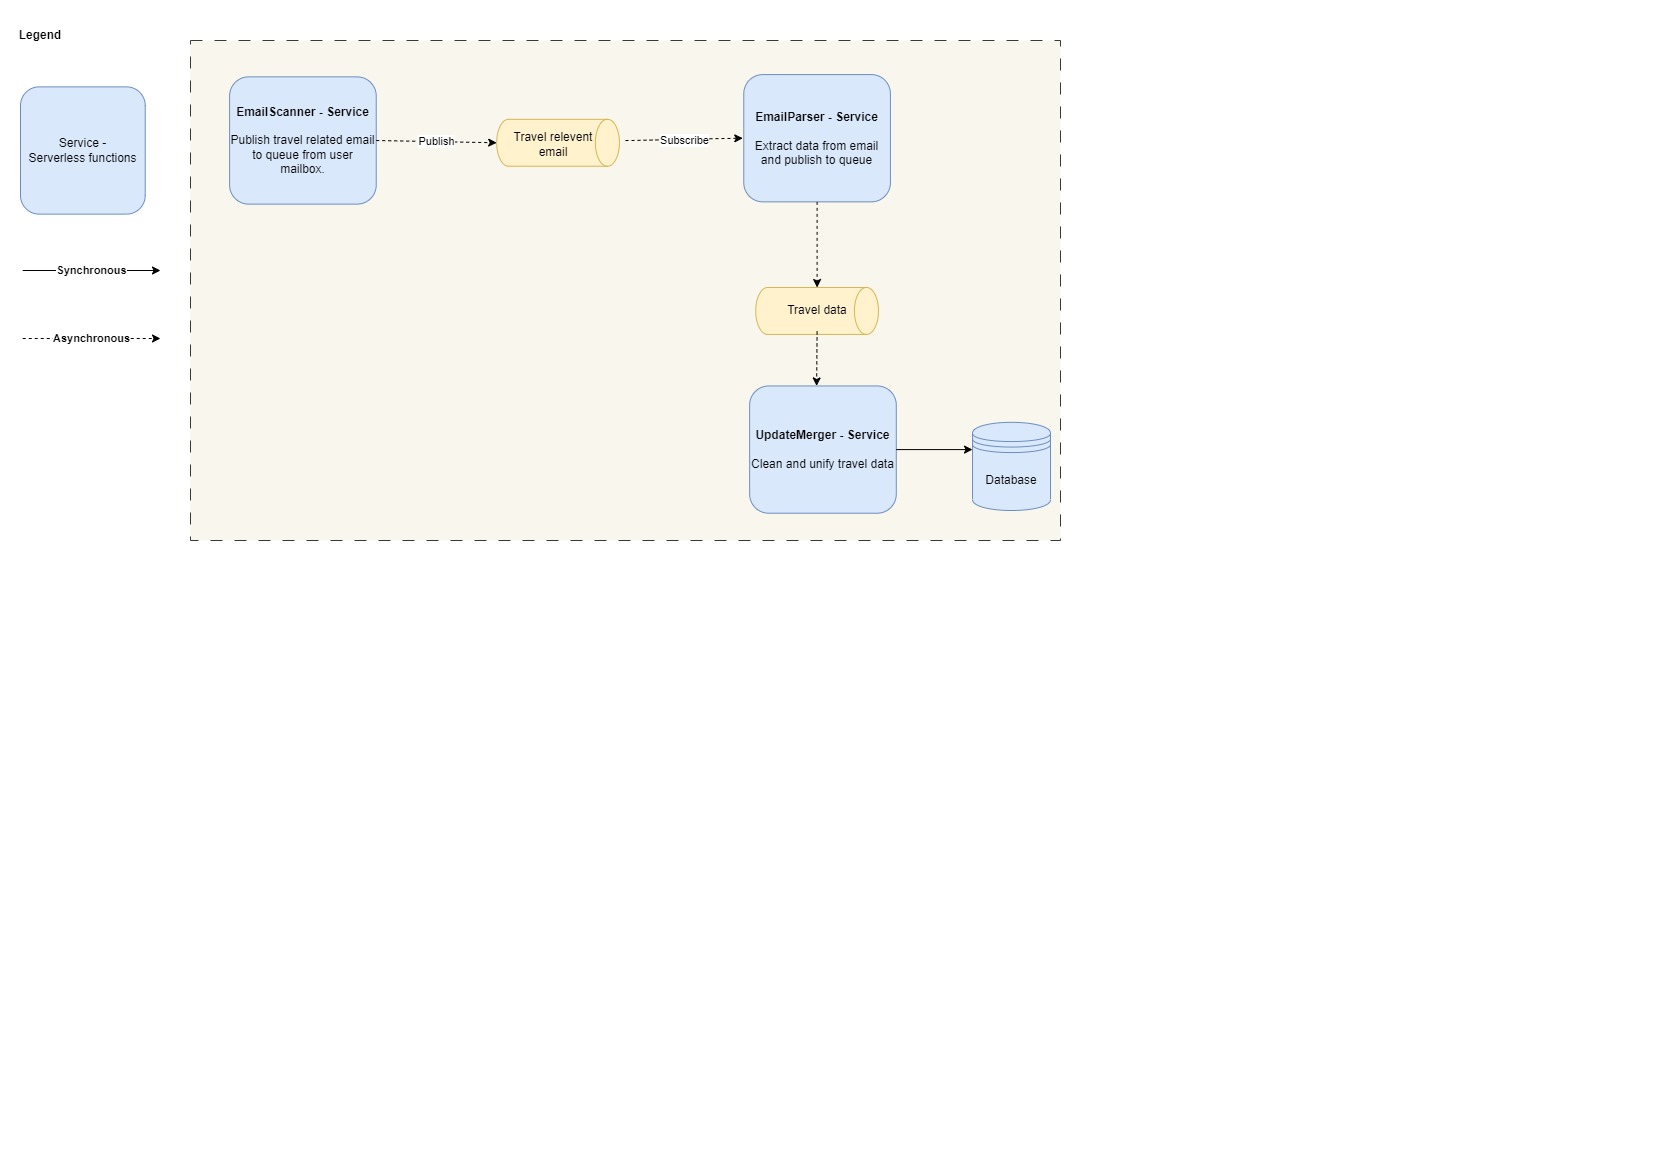 Legend
Service -
Serverless functions
Synchronous
Asynchronous
EmailScanner - Service
Publish travel related email
to queue from user
mailbox.
Publish
Travel relevent
email
Subscribe
EmailParser - Service
Extract data from email
and publish to queue
Travel data
UpdateMerger - Service
Clean and unify travel data
Database